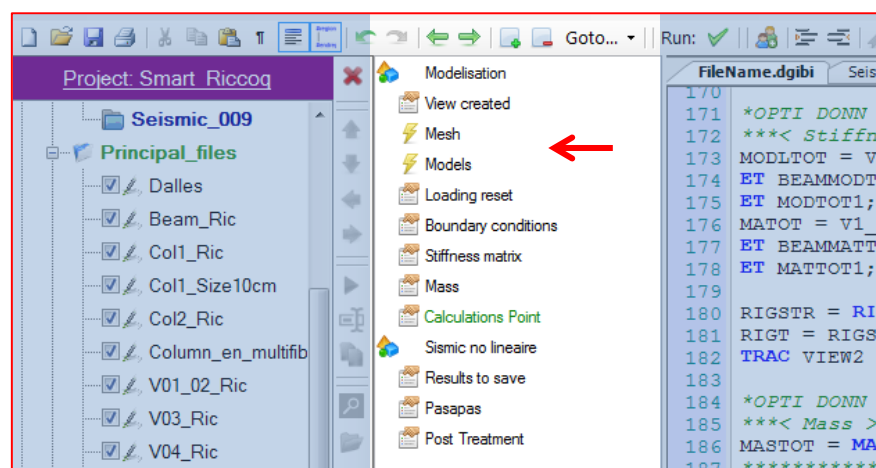 Goto...
Run:
Project: Smart_Riccoq
Seismic_009
Principal_files
Dalles
Beam_Ric
Col1_Ric
Col1_Size10cm
Col2_Ric
Column_en_multifib
V01_02_Ric
V03_Ric
V04_Ric
Modelisation
View created
Mesh
Models
Loading reset
Boundary conditions
Stiffness matrix
Mass
Calculations Point
Sismic no lineaire
Results to save
Pasapas
Post Treatment
FileName.dgibi Seis
170
171 *OPTI DONN
172 ***< Stiffn
173 MODLTOT = V
174 ET BEAMMODT
175 ET MODTOT1;
176 MATOT = V1_
177 ET BEAMMATT
178 ET MATTOT1;
179
180 RIGSTR = RI
181 RIGT = RIGS
182 TRAC VIEW2
183
184 *OPTI DONN
185 ***< Mass >
186 MASTOT = MA
187 ************